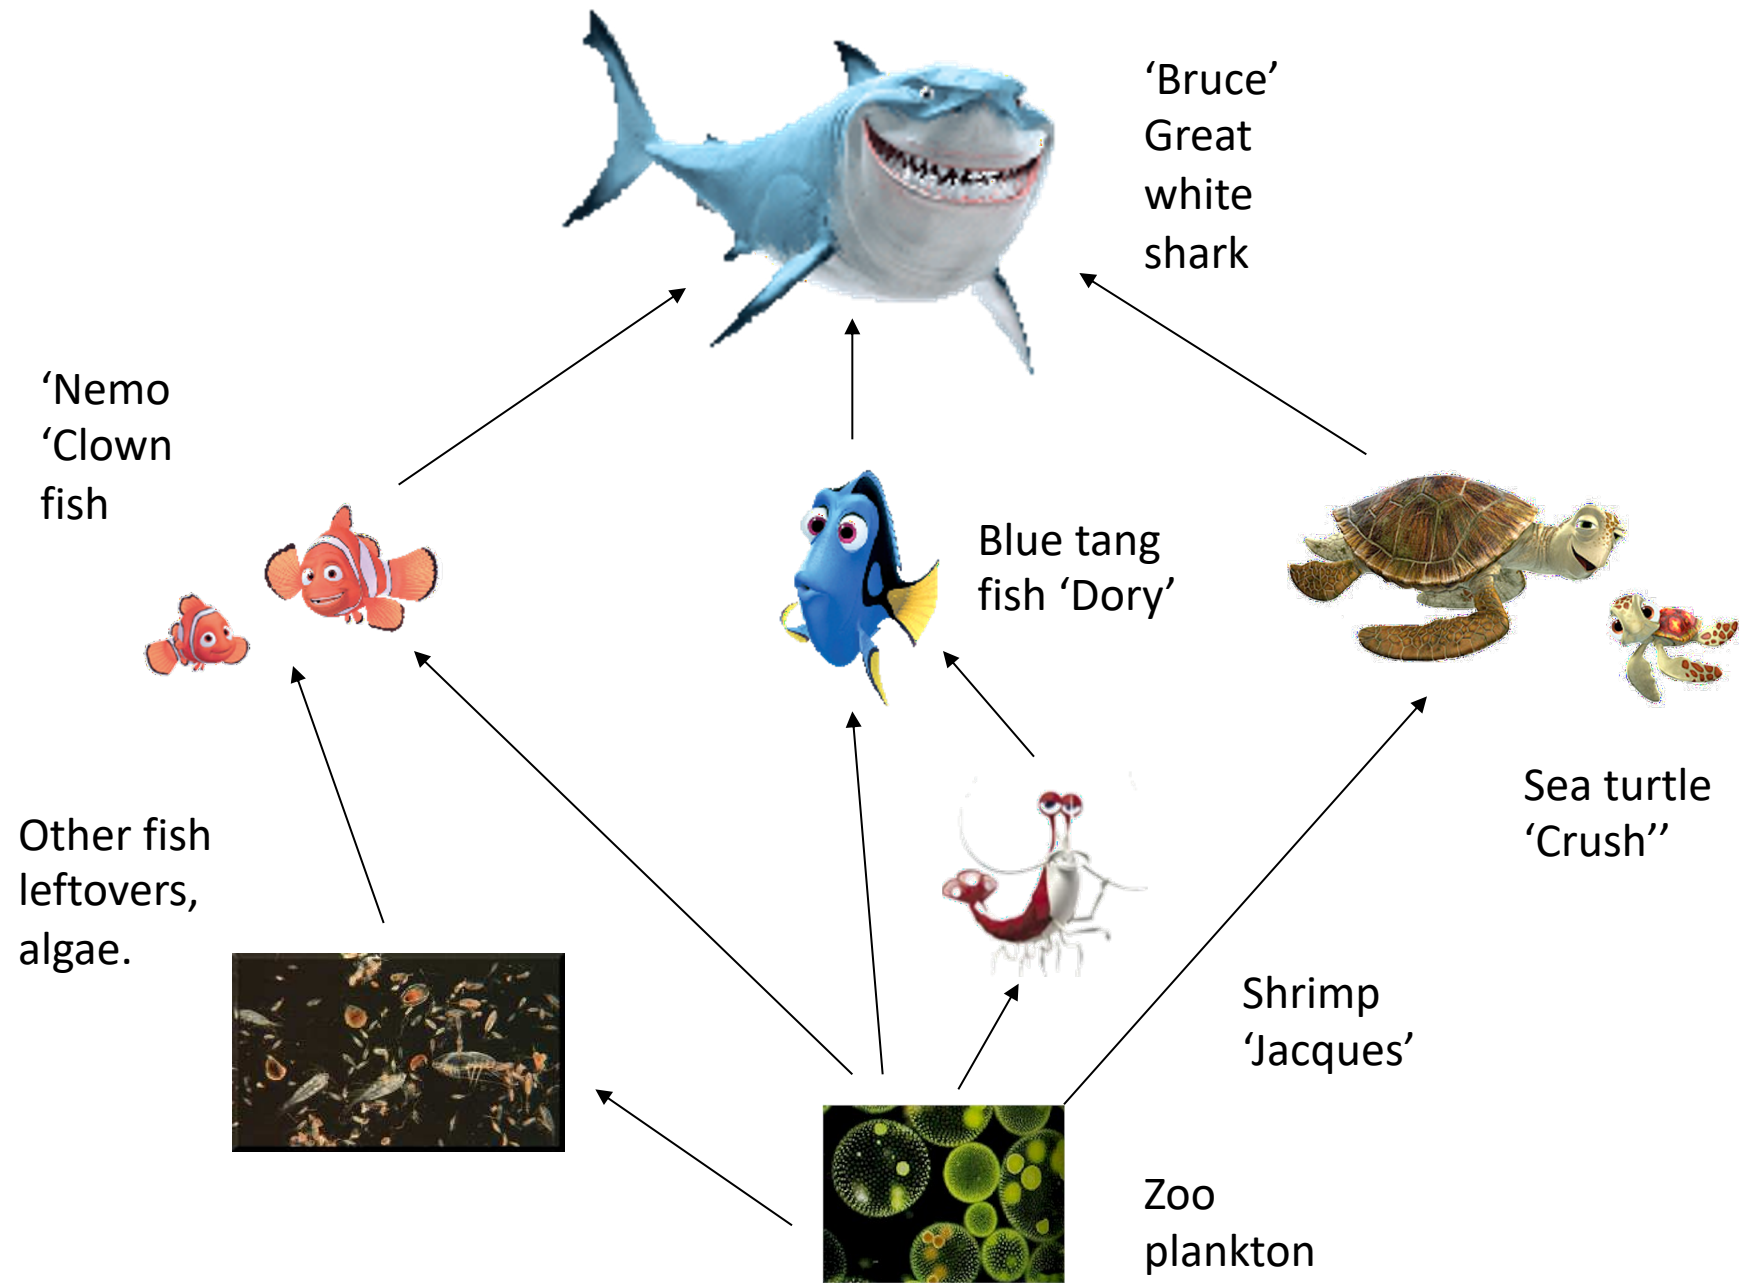 ‘Bruce’
Great
white
shark
‘Nemo
‘Clown
fish
Blue tang
fish ‘Dory’
Sea turtle
‘Crush’’
Other fish
leftovers,
algae.
Shrimp
‘Jacques’
Zoo
plankton